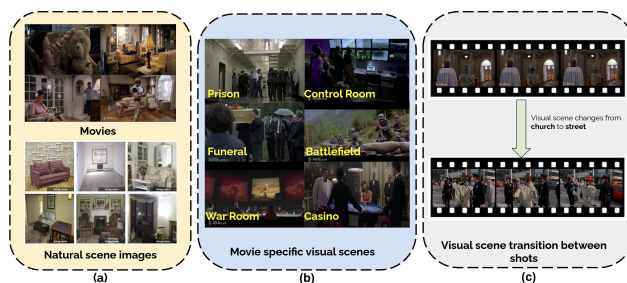 Movies
Natural scene images
(a)
Prison
Control Room
Funeral
Battlefield
War Room
Casino
Movie specific visual scenes
(b)
Visual scene changes from
church to street
Visual scene transition between
shots
(c)